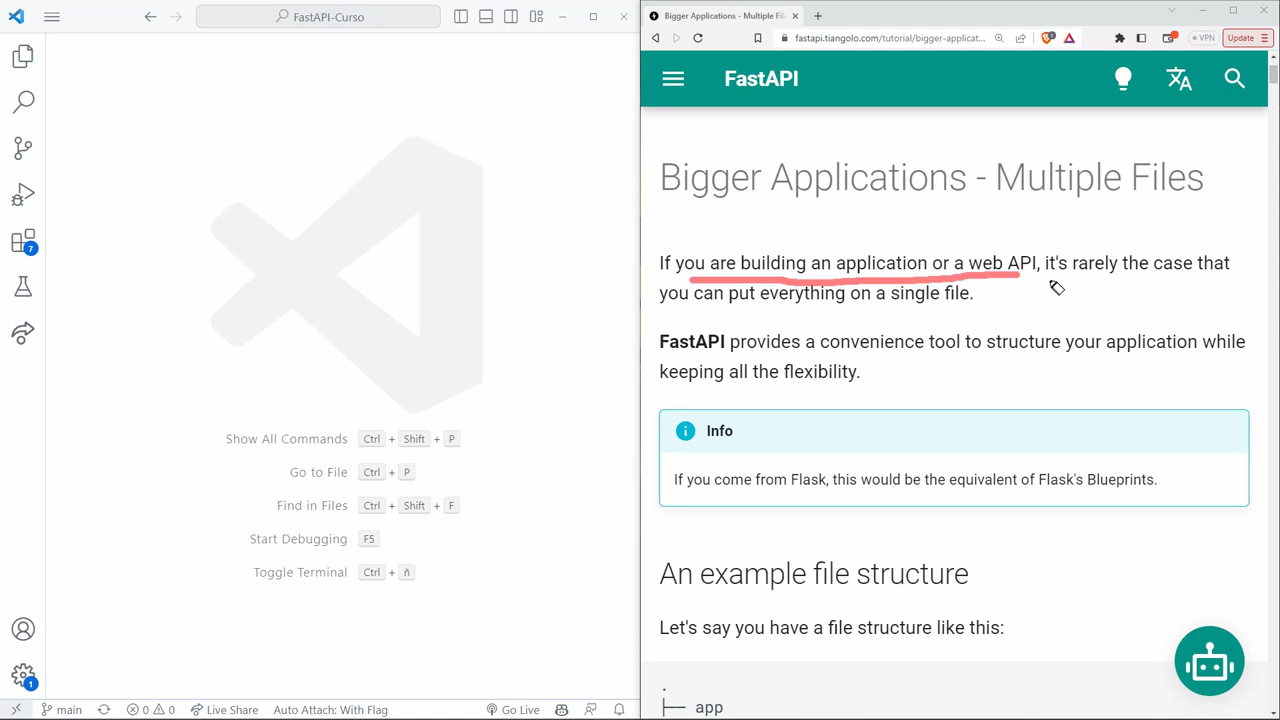 FastAPI-Curso
Show All Commands Ctrl + Shift + P
Go to File Ctrl + P
Find in Files Ctrl + Shift + F
Start Debugging F5
Toggle Terminal Ctrl + ñ
7
1
main
0 0
Live Share
Auto Attach: With Flag
Go Live
Bigger Applications - Multiple File
fastapi.tiangolo.com/tutorial/bigger-applicat...
VPN
Update
FastAPI
Bigger Applications - Multiple Files
If you are building an application or a web API, it's rarely the case that
you can put everything on a single file.
FastAPI provides a convenience tool to structure your application while
keeping all the flexibility.
Info
If you come from Flask, this would be the equivalent of Flask's Blueprints.
An example file structure
Let's say you have a file structure like this:
.
├── app